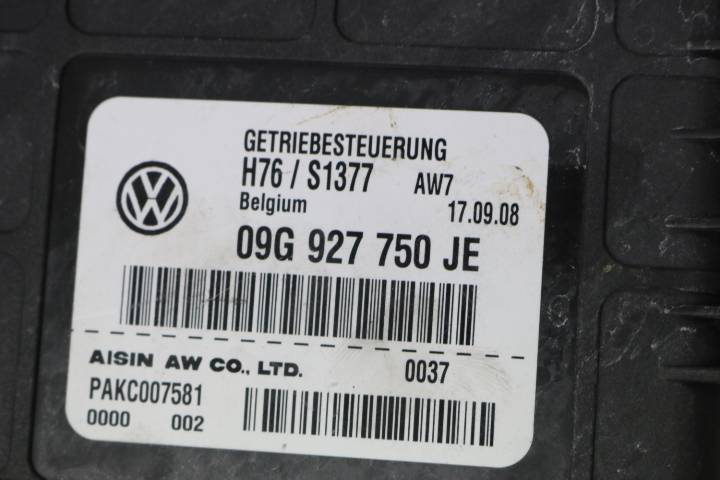 GETRIEBESTEUERUNG
H76 / S1377 AW7
Belgium 17.09.08
09G 927 750 JE
AISIN AW CO., LTD. 0037
PAKC007581
0000 002